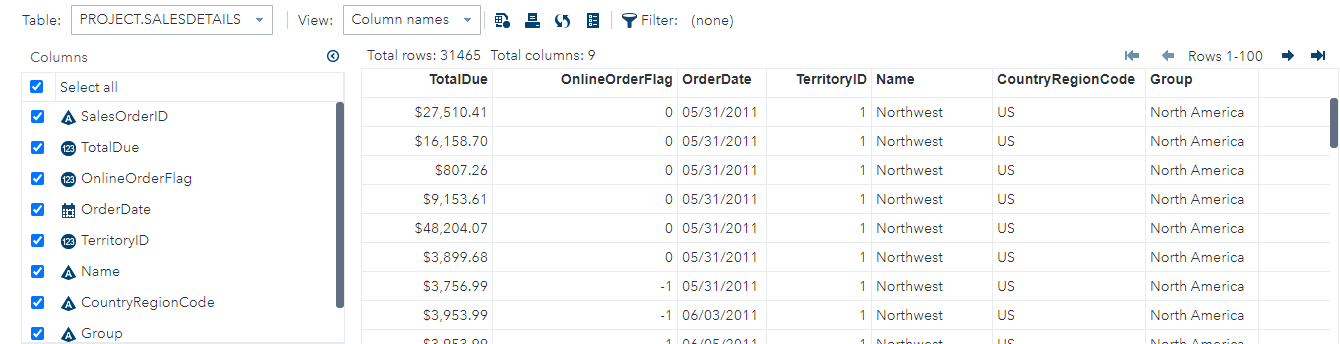 Table: PROJECT.SALESDETAILS View: Column names Filter: (none)
Columns
Total rows: 31465 Total columns: 9 Rows 1-100
Select all
SalesOrderID
TotalDue
OnlineOrderFlag
OrderDate
TerritoryID
Name
CountryRegionCode
Group
TotalDue OnlineOrderFlag OrderDate TerritoryID Name CountryRegionCode Group
$27,510.41 0 05/31/2011 1 Northwest US North America
$16,158.70 0 05/31/2011 1 Northwest US North America
$807.26 0 05/31/2011 1 Northwest US North America
$9,153.61 0 05/31/2011 1 Northwest US North America
$48,204.07 0 05/31/2011 1 Northwest US North America
$3,899.68 0 05/31/2011 1 Northwest US North America
$3,756.99 -1 05/31/2011 1 Northwest US North America
$3,953.99 -1 06/03/2011 1 Northwest US North America